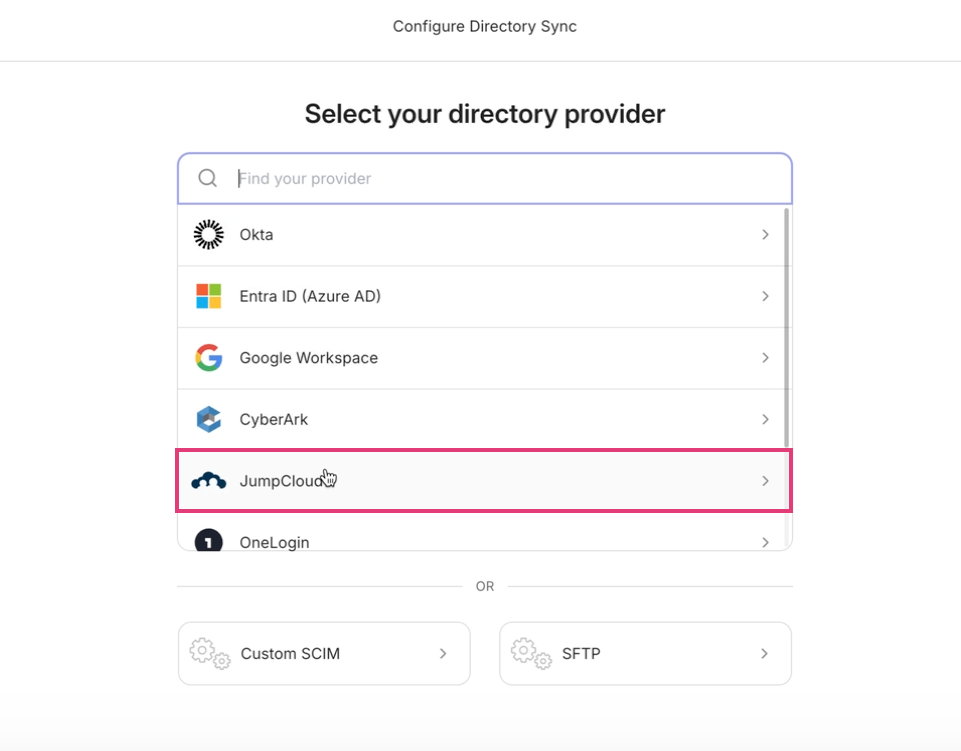 Configure Directory Sync
Select your directory provider
Find your provider
Okta
Entra ID (Azure AD)
Google Workspace
CyberArk
JumpCloud
1 OneLogin
OR
Custom SCIM
SFTP